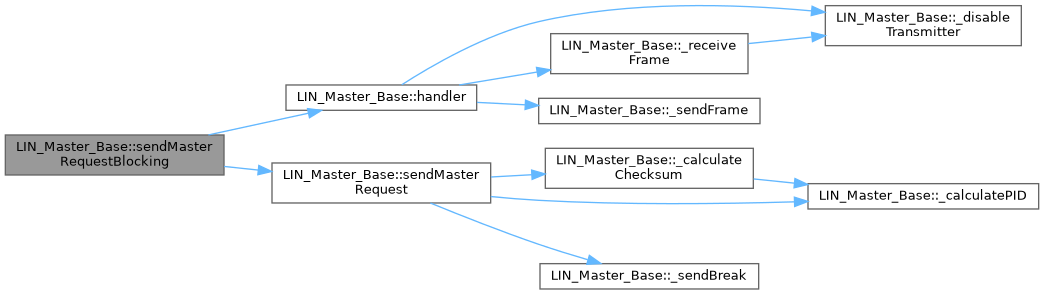 LIN_Master_Base::sendMaster
RequestBlocking
LIN_Master_Base::handler
LIN_Master_Base::sendMaster
Request
LIN_Master_Base::_receive
Frame
LIN_Master_Base::_sendFrame
LIN_Master_Base::_calculate
Checksum
LIN_Master_Base::_sendBreak
LIN_Master_Base::_disable
Transmitter
LIN_Master_Base::_calculatePID